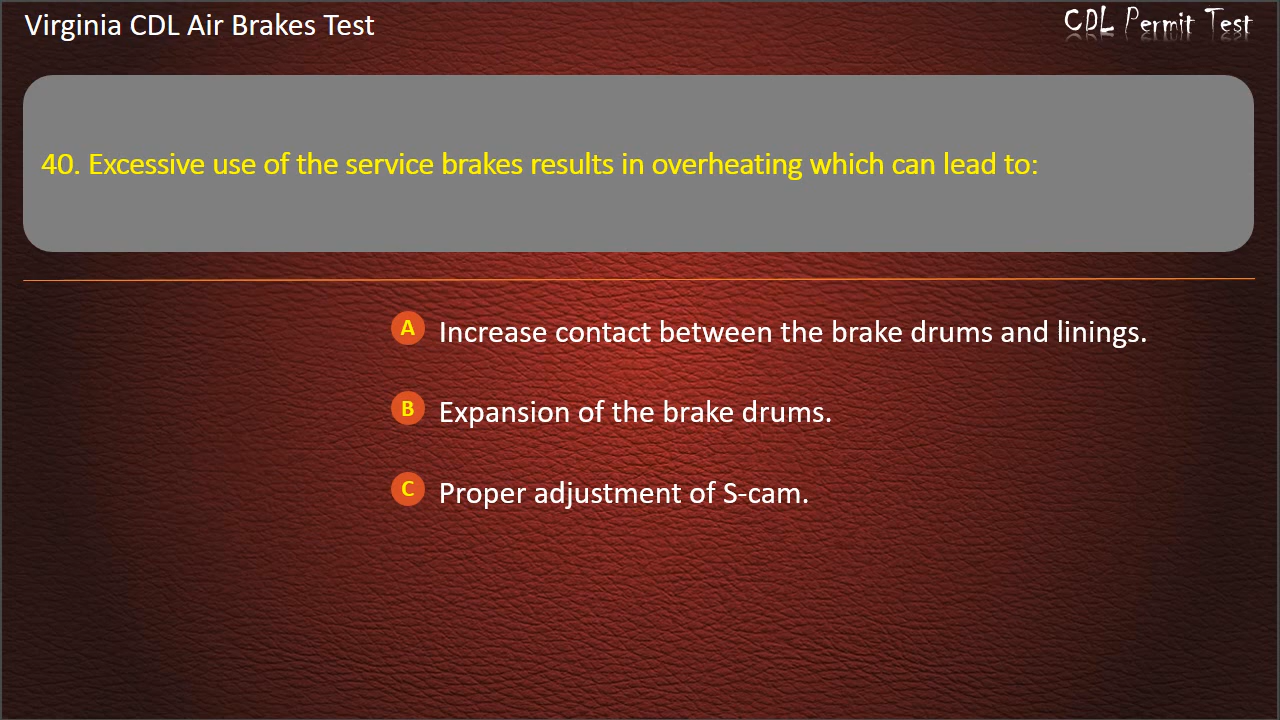 Virginia CDL Air Brakes Test
CDL Permit Test
40. Excessive use of the service brakes results in overheating which can lead to:
A Increase contact between the brake drums and linings.
B Expansion of the brake drums.
C Proper adjustment of S-cam.